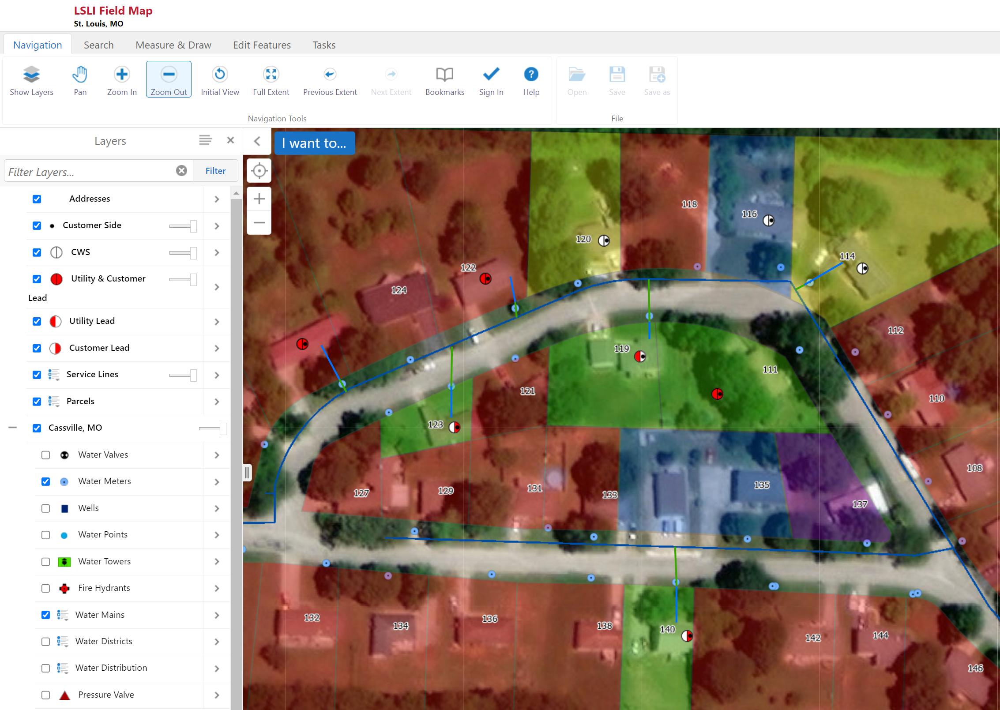 LSLI Field Map
St. Louis, MO
Navigation
Search
Measure & Draw
Edit Features
Tasks
Show Layers
Pan
Zoom In
Zoom Out
Initial View
Full Extent
Previous Extent
Next Extent
Bookmarks
Sign In
Help
Open
Save
Save as
Navigation Tools
File
Layers
I want to...
Filter Layers...
Filter
Addresses
Customer Side
CWS
Utility & Customer
Lead
Utility Lead
Customer Lead
Service Lines
Parcels
Cassville, MO
Water Valves
Water Meters
Wells
Water Points
Water Towers
Fire Hydrants
Water Mains
Water Districts
Water Distribution
Pressure Valve
118
116
120
114
122
124
112
119
111
121
110
123
108
127
129
131
133
135
137
132
134
136
138
140
142
144
146